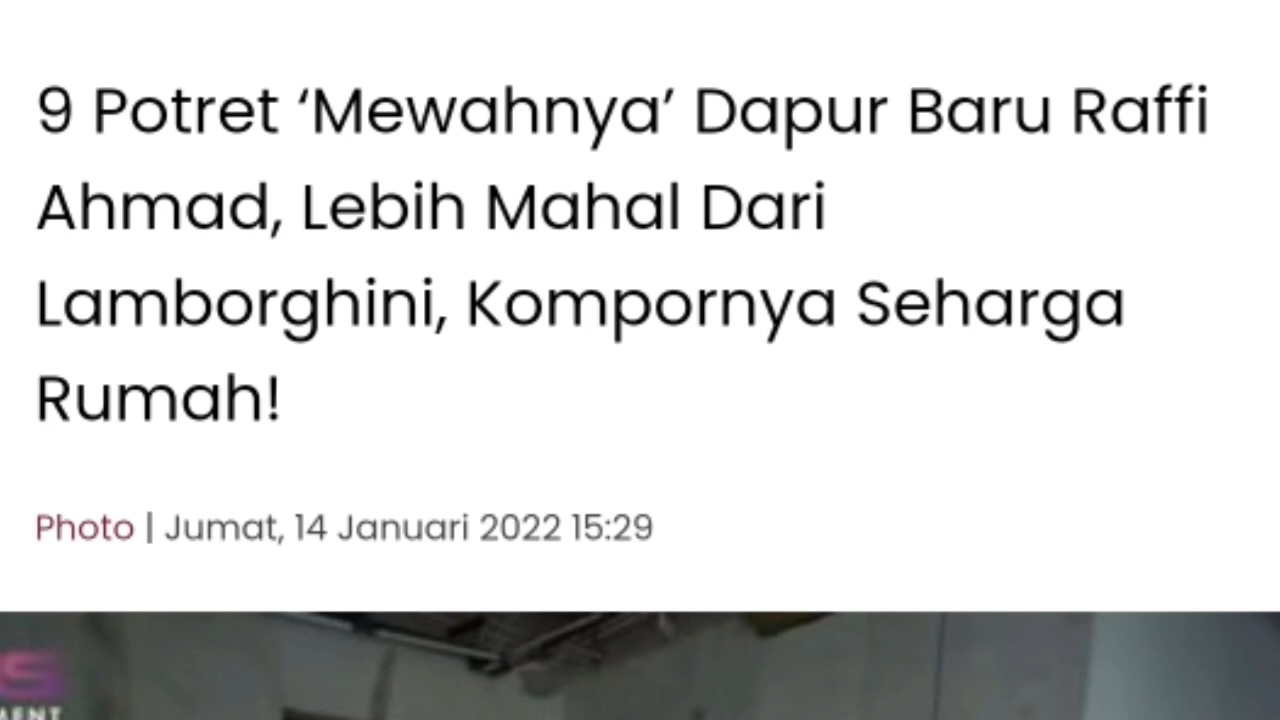 9 Potret ‘Mewahnya’ Dapur Baru Raffi
Ahmad, Lebih Mahal Dari
Lamborghini, Kompornya Seharga
Rumah!
Photo | Jumat, 14 Januari 2022 15:29